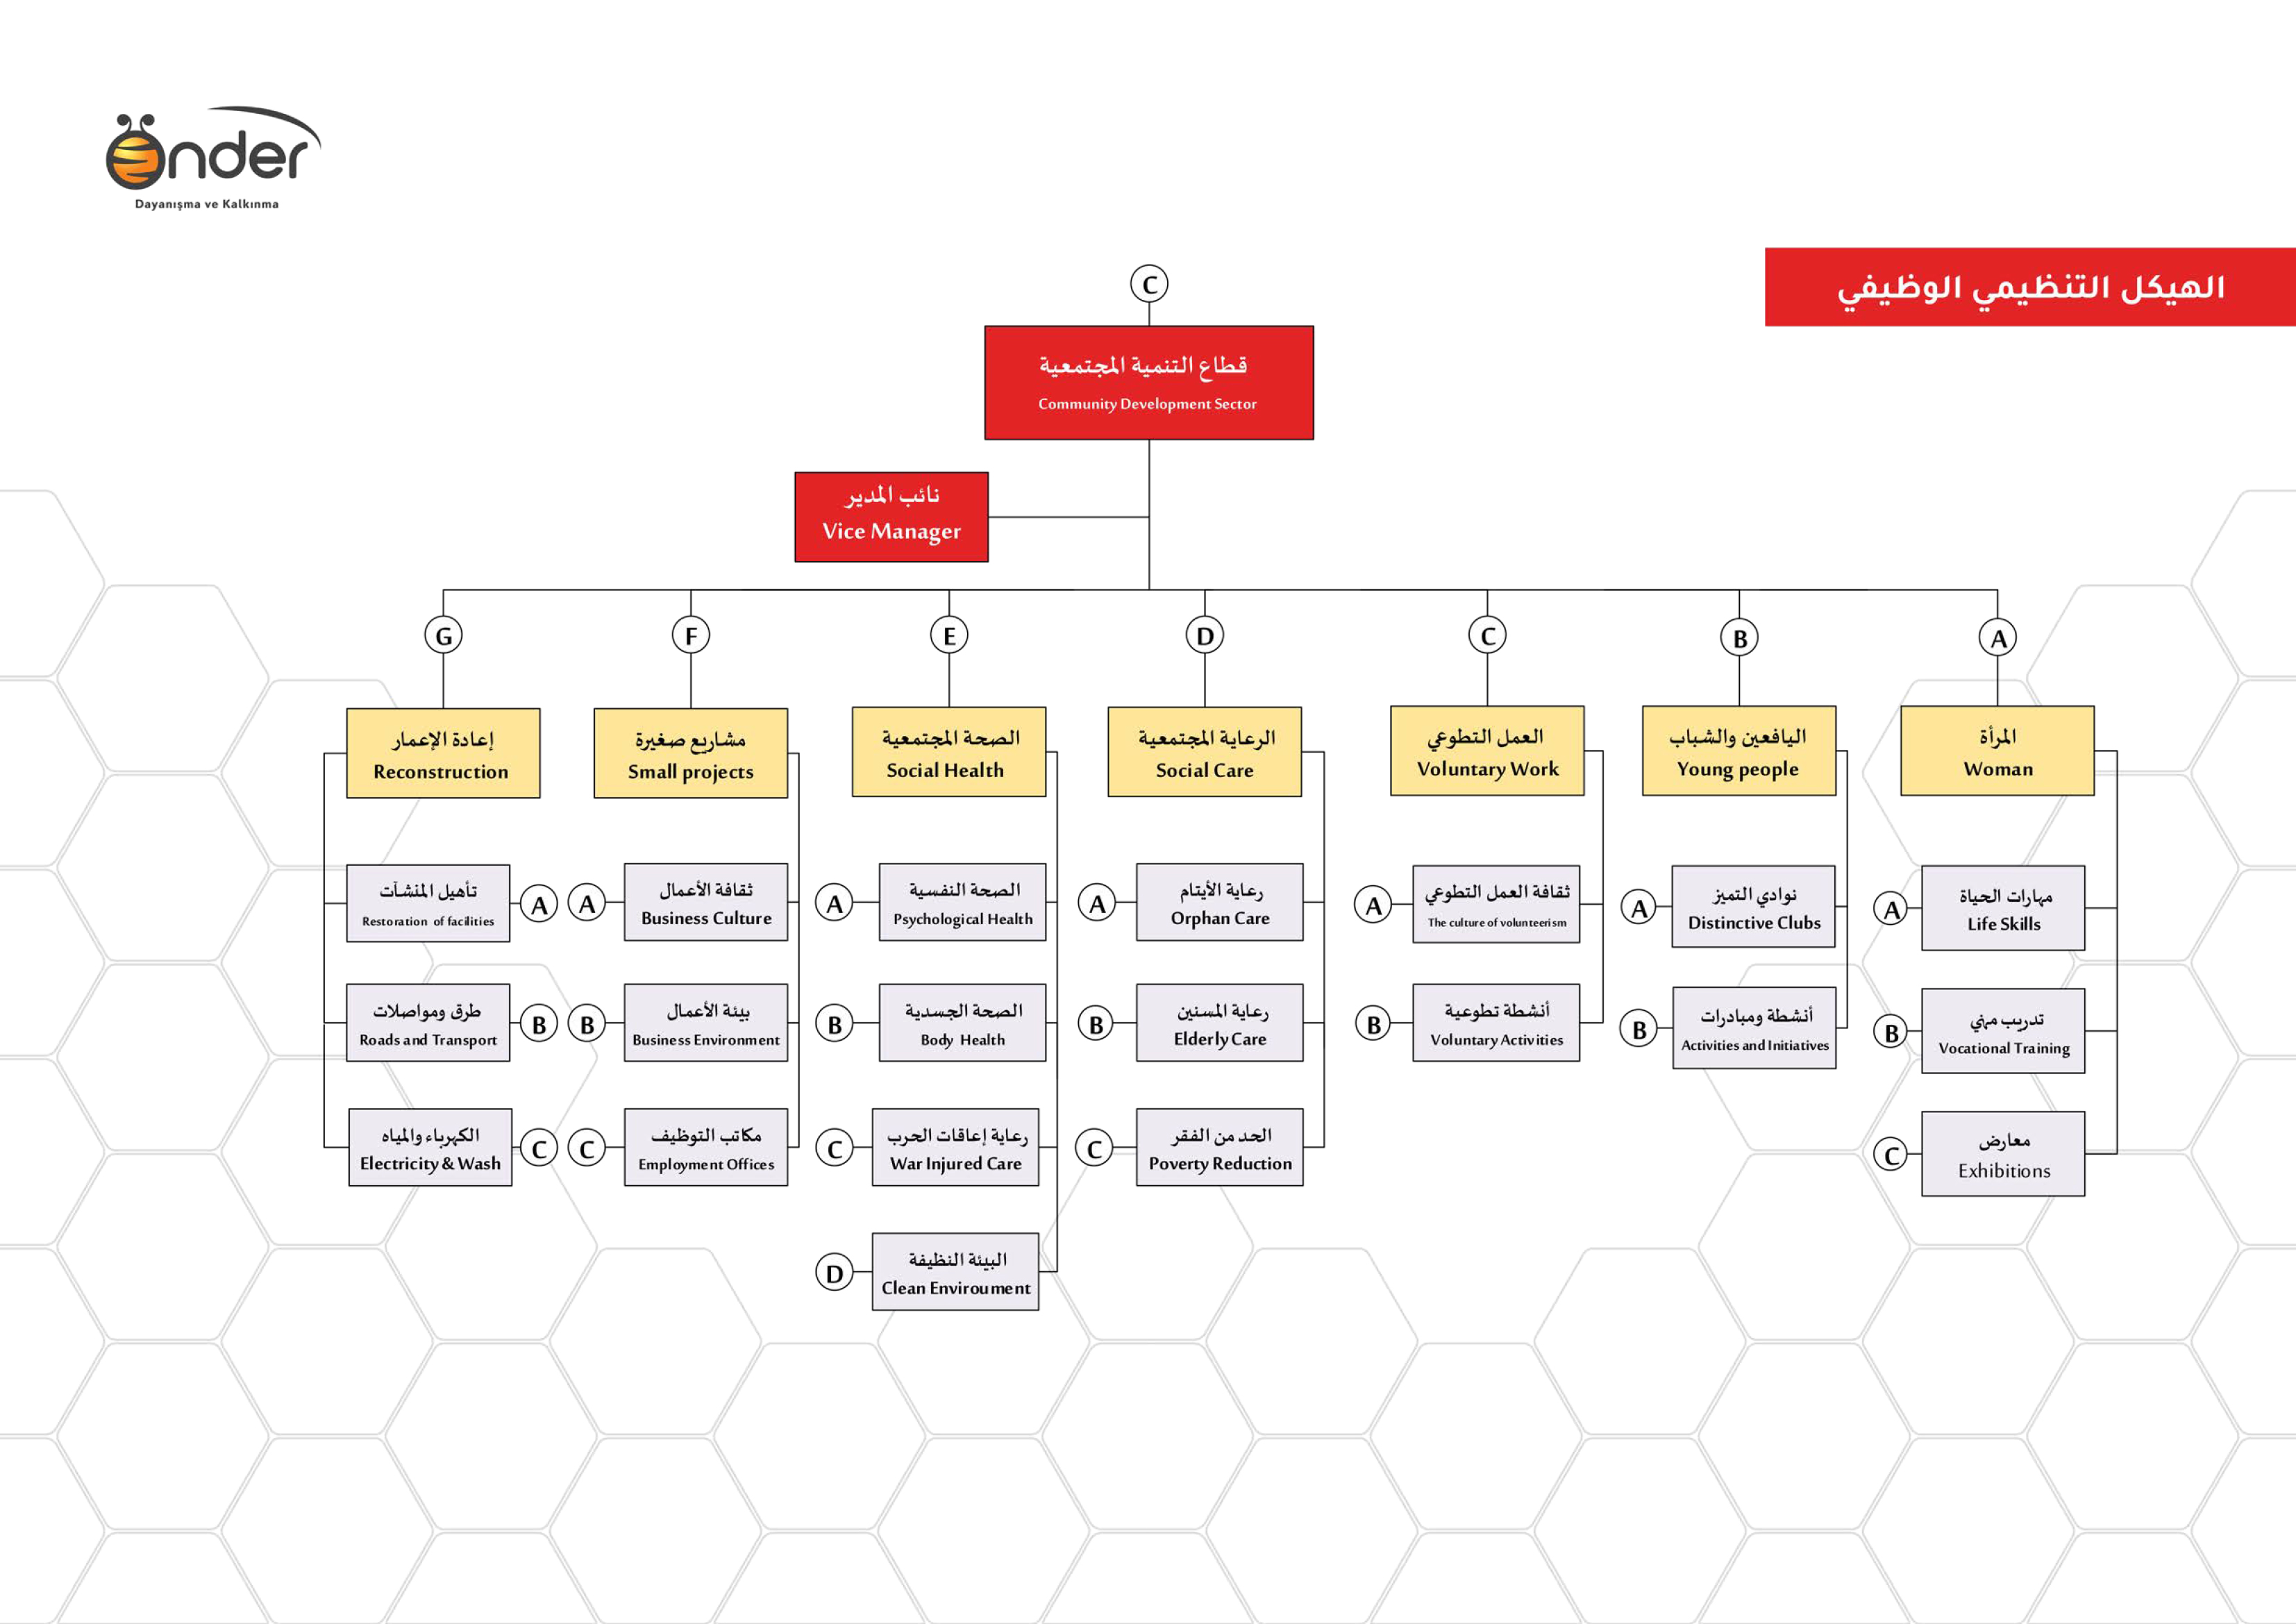 önder
Dayanışma ve Kalkınma
الهيكل التنظيمي الوظيفي
C
قطاع التنمية المجتمعية
Community Development Sector
نائب المدير
Vice Manager
A
المرأة
Woman
A
مهارات الحياة
Life Skills
B
تدريب مهني
Vocational Training
C
معارض
Exhibitions
B
اليافعين والشباب
Young people
A
نوادي التميز
Distinctive Clubs
B
أنشطة ومبادرات
Activities and Initiatives
C
العمل التطوعي
Voluntary Work
A
ثقافة العمل التطوعي
The culture of volunteerism
B
أنشطة تطوعية
Voluntary Activities
D
الرعاية المجتمعية
Social Care
A
رعاية الأيتام
Orphan Care
B
رعاية المسنين
Elderly Care
C
الحد من الفقر
Poverty Reduction
E
الصحة المجتمعية
Social Health
A
الصحة النفسية
Psychological Health
B
الصحة الجسدية
Body Health
C
رعاية إعاقات الحرب
War Injured Care
D
البيئة النظيفة
Clean Enviroument
F
مشاريع صغيرة
Small projects
A
ثقافة الأعمال
Business Culture
B
بيئة الأعمال
Business Environment
C
مكاتب التوظيف
Employment Offices
G
إعادة الإعمار
Reconstruction
A
تأهيل المنشآت
Restoration of facilities
B
طرق ومواصلات
Roads and Transport
C
الكهرباء والمياه
Electricity & Wash